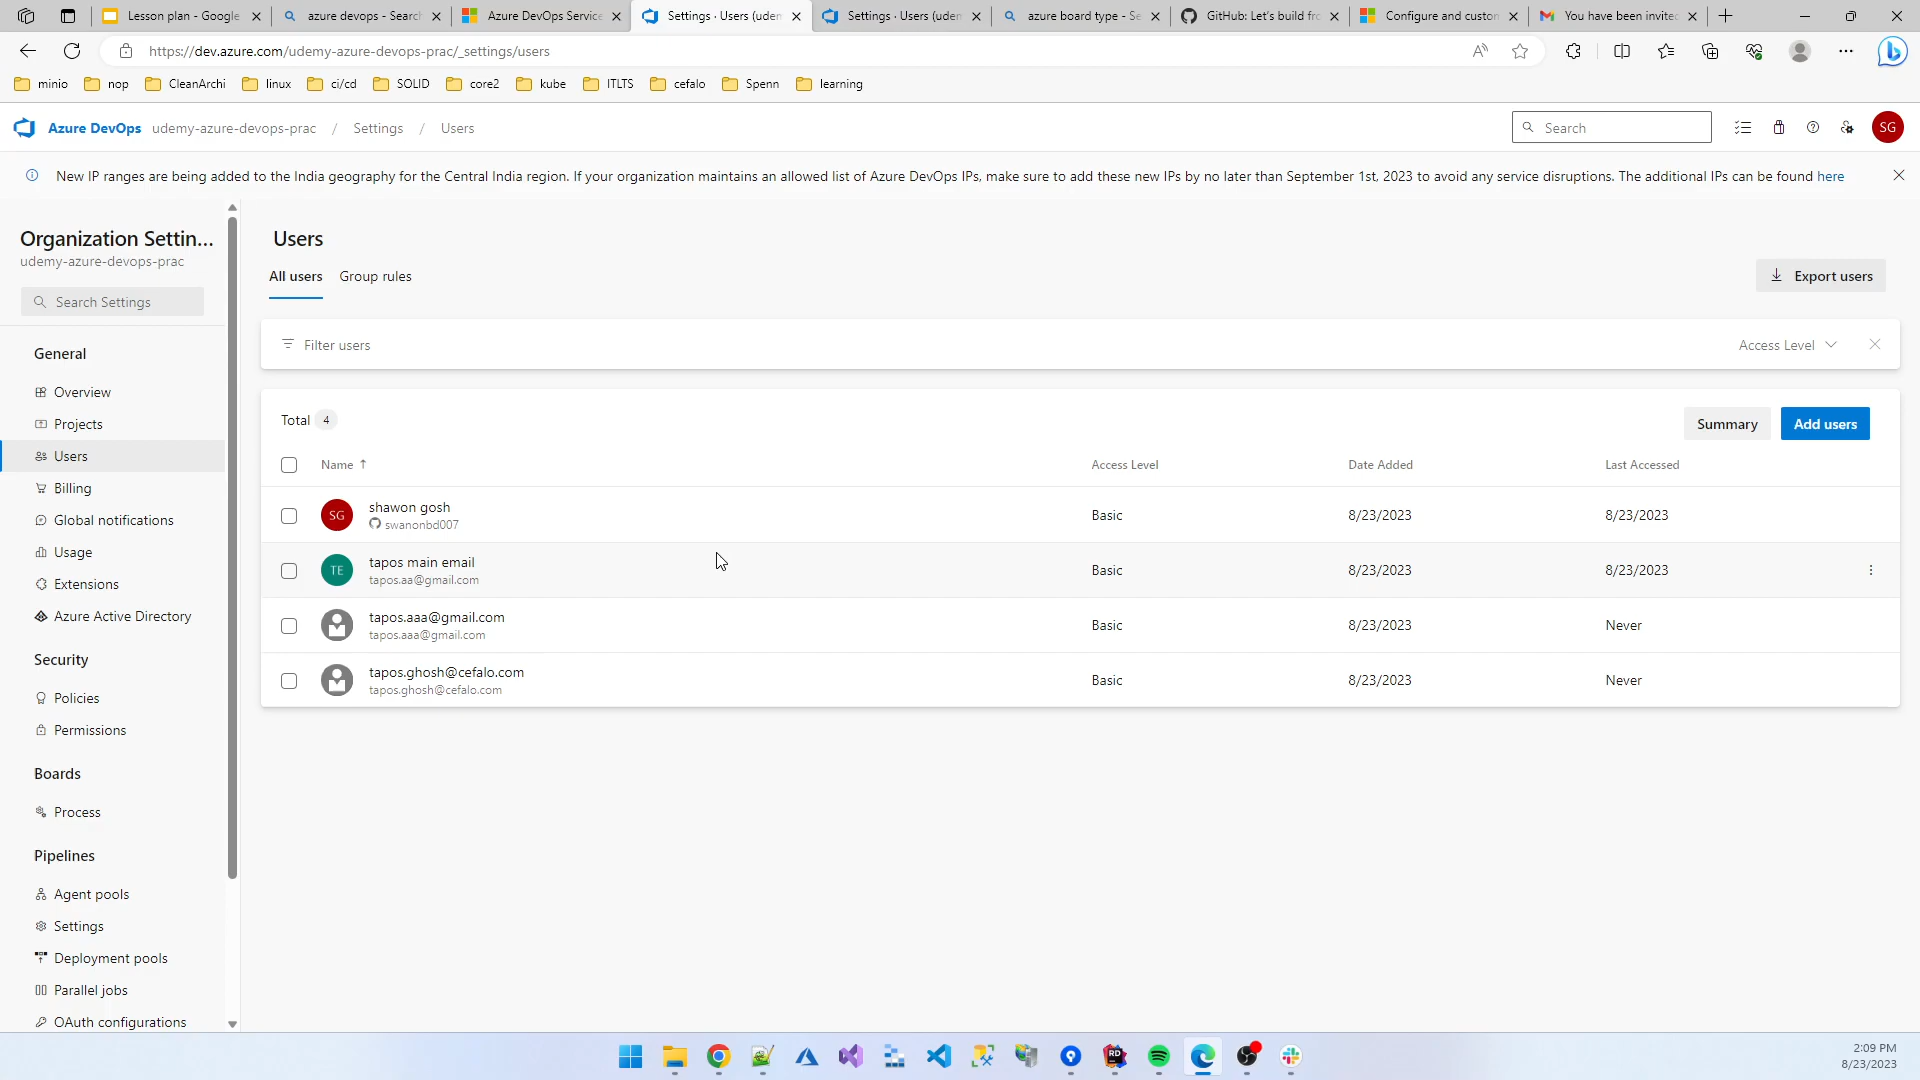 Lesson plan - Google
azure devops - Search
Azure DevOps Service
Settings · Users (uden
Settings · Users (uden
azure board type - Se
GitHub: Let's build fro
Configure and custon
You have been invited
https://dev.azure.com/udemy-azure-devops-prac/_settings/users
minio
nop
CleanArchi
linux
ci/cd
SOLID
core2
kube
ITLTS
cefalo
Spenn
learning
Azure DevOps
udemy-azure-devops-prac / Settings / Users
Search
SG
New IP ranges are being added to the India geography for the Central India region. If your organization maintains an allowed list of Azure DevOps IPs, make sure to add these new IPs by no later than September 1st, 2023 to avoid any service disruptions. The additional IPs can be found here
Organization Settin...
udemy-azure-devops-prac
Search Settings
General
Overview
Projects
Users
Billing
Global notifications
Usage
Extensions
Azure Active Directory
Security
Policies
Permissions
Boards
Process
Pipelines
Agent pools
Settings
Deployment pools
Parallel jobs
OAuth configurations
Users
All users
Group rules
Export users
Filter users
Access Level
Total 4
Summary
Add users
Name ↑
Access Level
Date Added
Last Accessed
SG
shawon gosh
swanonbd007
Basic
8/23/2023
8/23/2023
TE
tapos main email
tapos.aa@gmail.com
Basic
8/23/2023
8/23/2023
tapos.aaa@gmail.com
tapos.aaa@gmail.com
Basic
8/23/2023
Never
tapos.ghosh@cefalo.com
tapos.ghosh@cefalo.com
Basic
8/23/2023
Never
RD
2:09 PM
8/23/2023